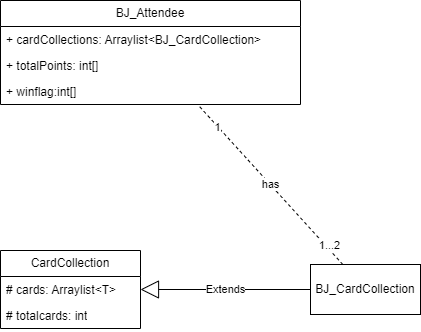 BJ_Attendee
+ cardCollections: Arraylist<BJ_CardCollection>
+ totalPoints: int[]
+ winflag:int[]
1,
has
1...2
CardCollection
# cards: Arraylist<T>
# totalcards: int
Extends
BJ_CardCollection